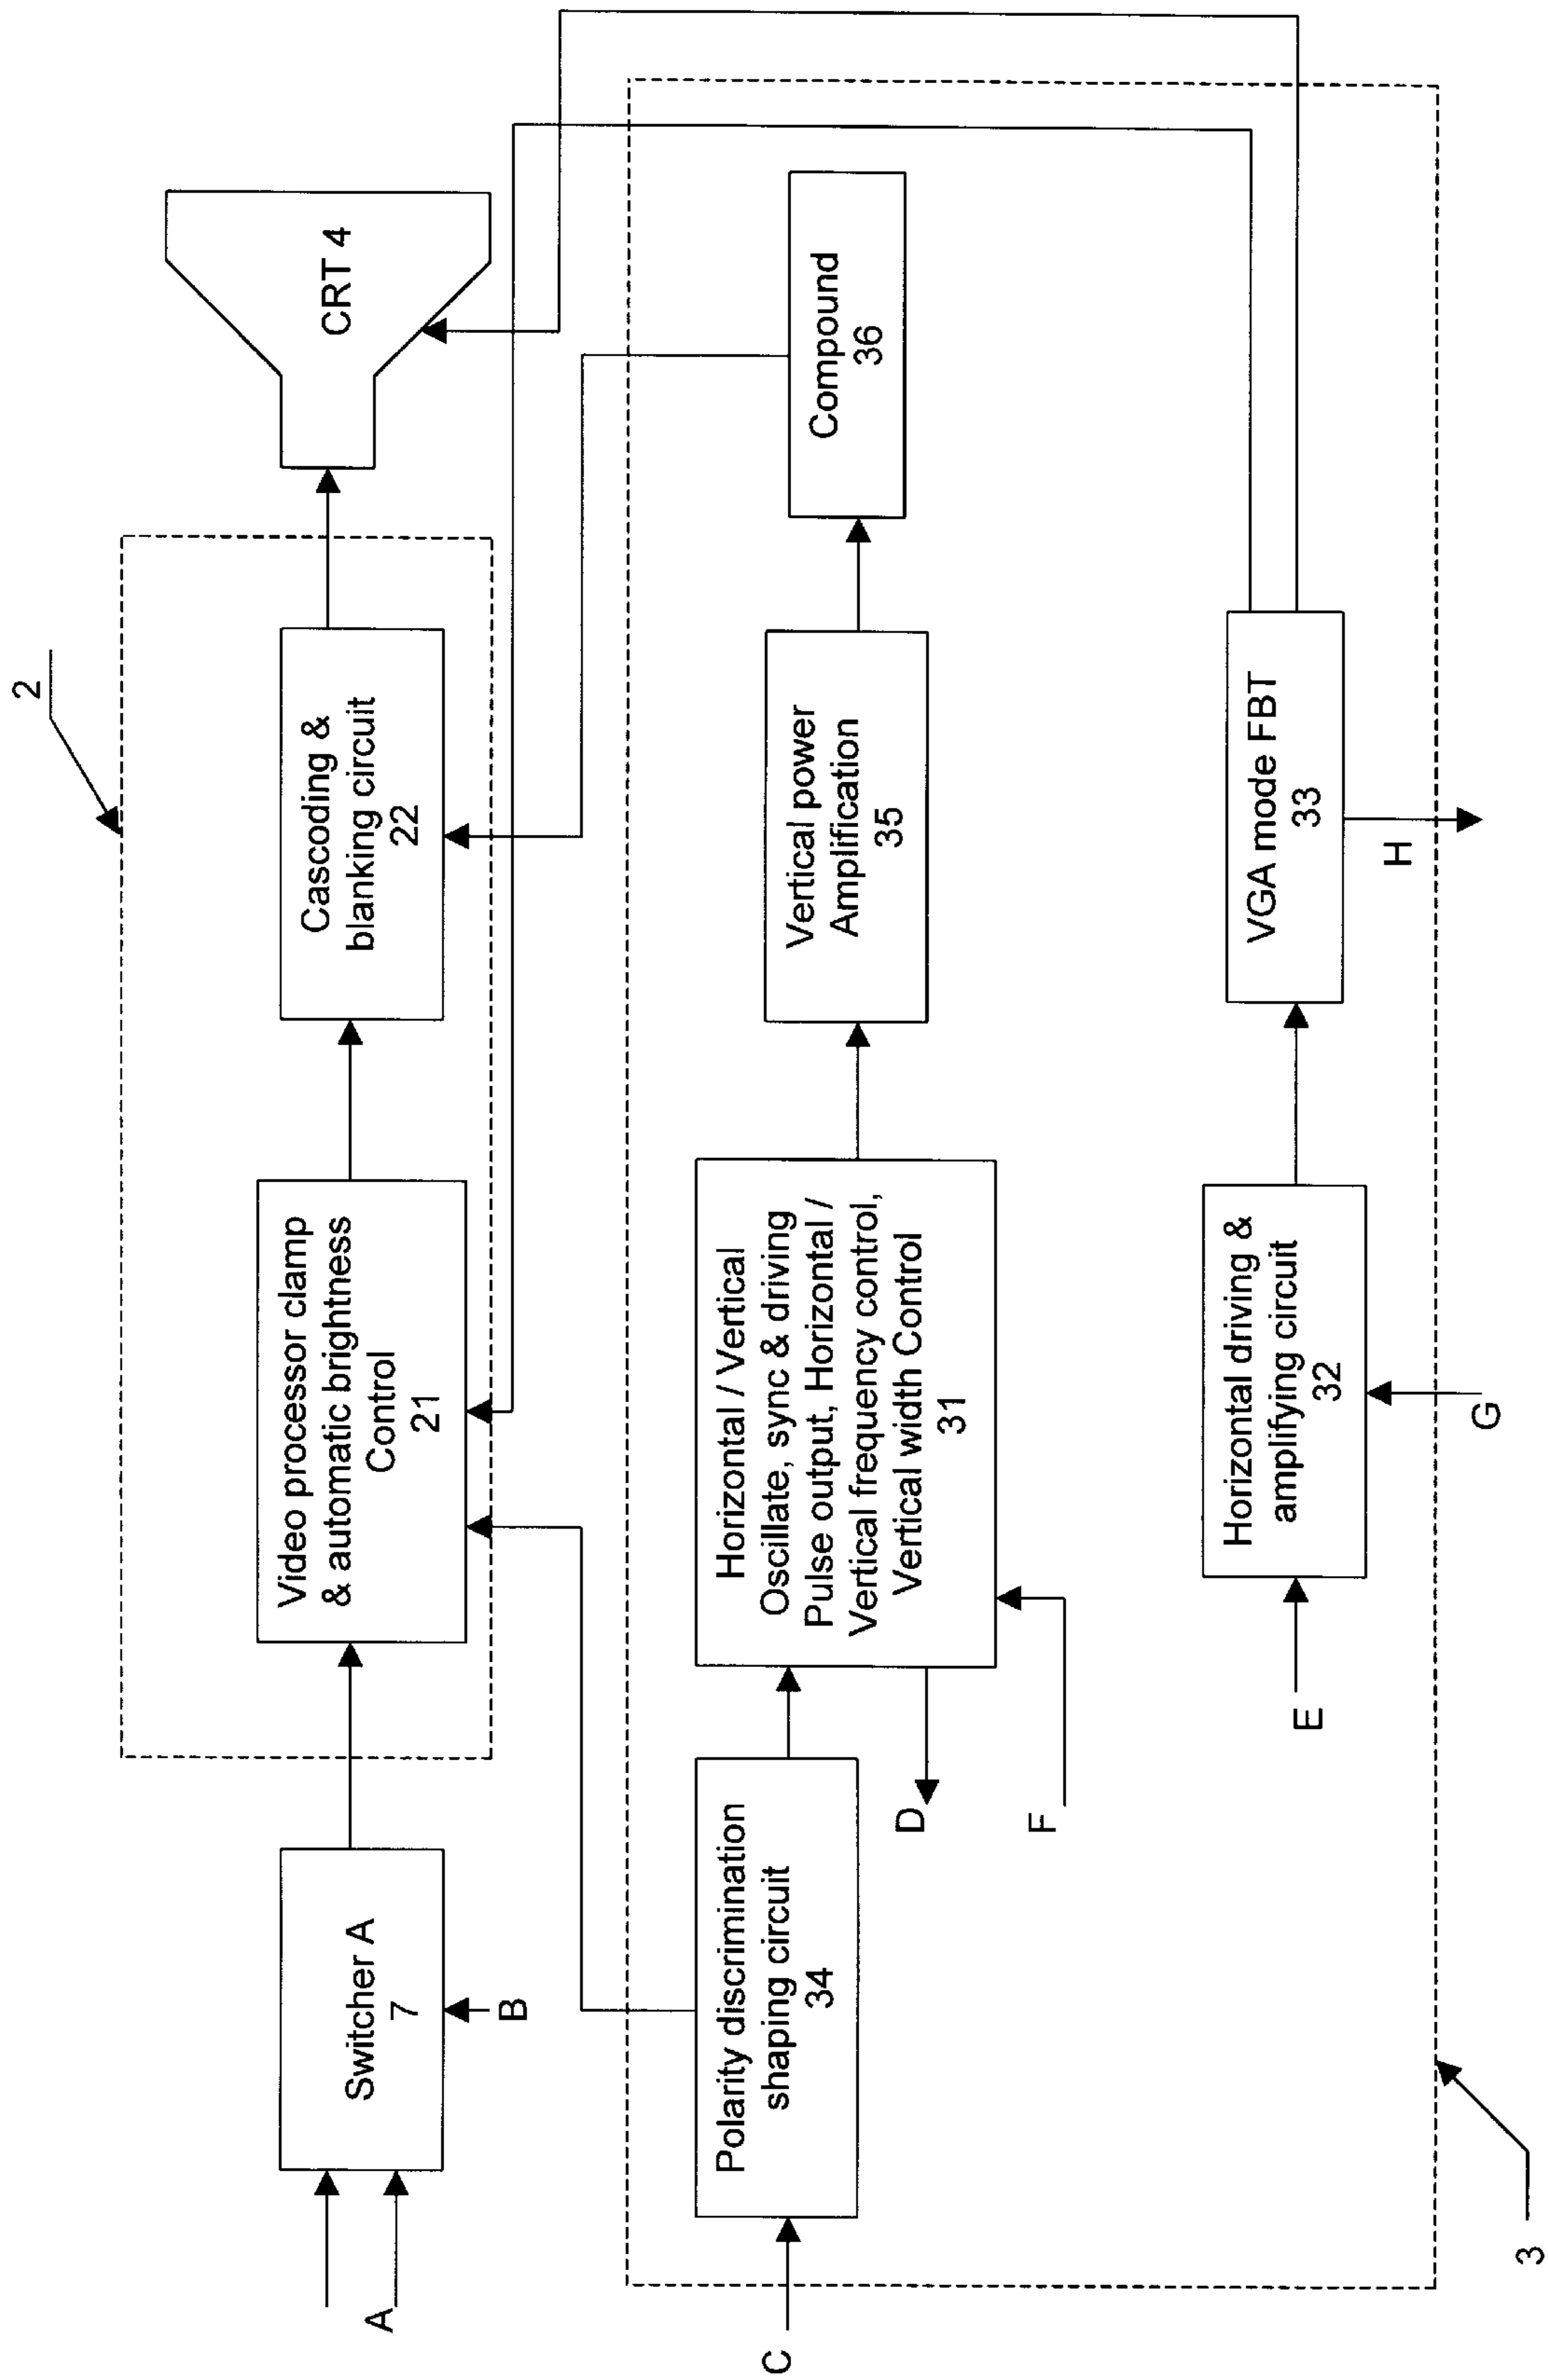 2
Switcher A
7
A
B
Video processor clamp
& automatic brightness
Control
21
Cascoding &
blanking circuit
22
CRT 4
C
Polarity discrimination
shaping circuit
34
D
F
Horizontal / Vertical
Oscillate, sync & driving
Pulse output, Horizontal /
Vertical frequency control,
Vertical width Control
31
Vertical power
Amplification
35
Compound
36
E
Horizontal driving &
amplifying circuit
32
G
VGA mode FBT
33
H
3